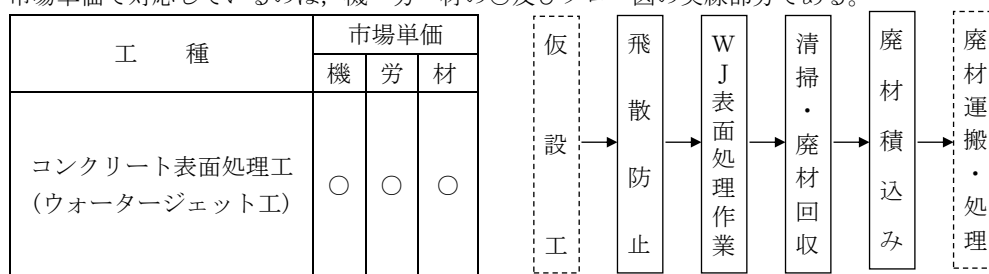 市場単価で対応しているのは，機・労・材の○及びフロー図の実線部分である。
工 種
市場単価
機 労 材
コンクリート表面処理工
(ウォータージェット工)
○ ○ ○
仮設工
飛散防止
WJ表面処理作業
清掃・廃材回収
廃材積込み
廃材運搬・処理